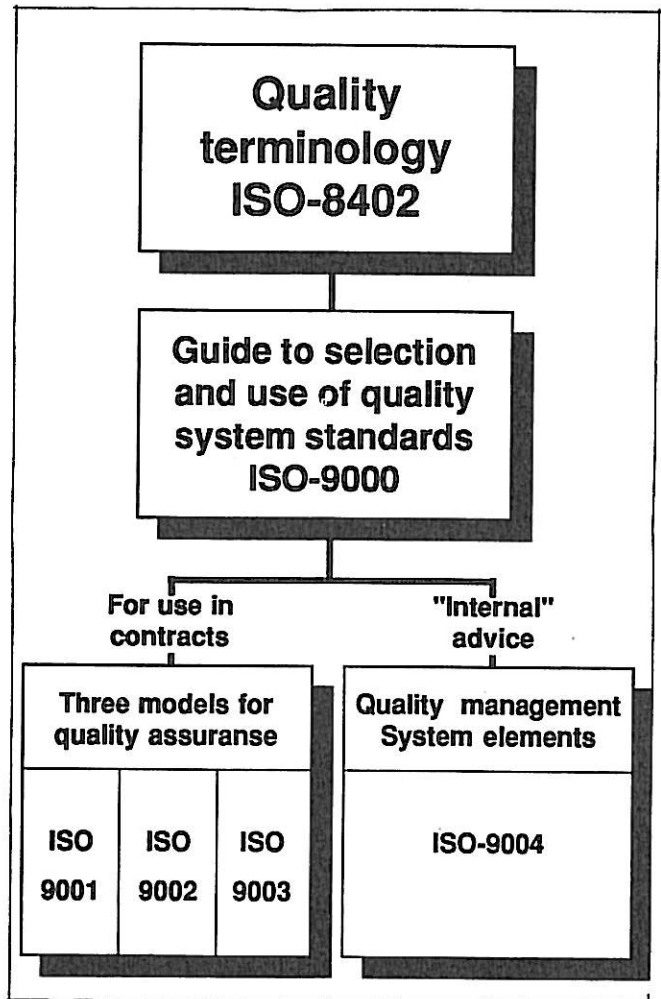 Quality
terminology
ISO-8402
Guide to selection
and use of quality
system standards
ISO-9000
For use in
contracts
"Internal"
advice
Three models for
quality assuranse
ISO
9001
ISO
9002
ISO
9003
Quality management
System elements
ISO-9004